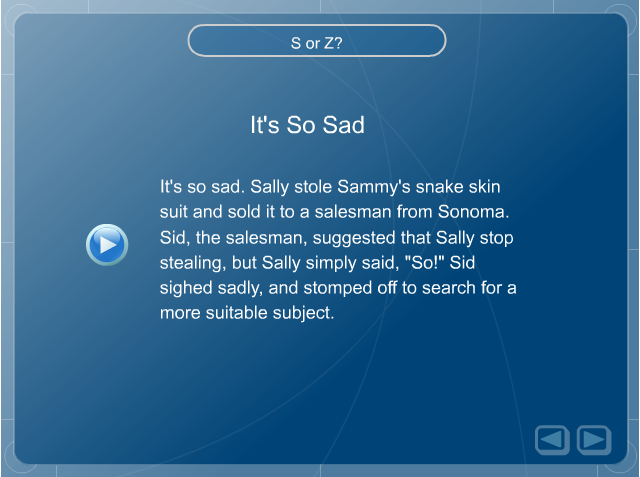 S or Z?
It's So Sad
It's so sad. Sally stole Sammy's snake skin
suit and sold it to a salesman from Sonoma.
Sid, the salesman, suggested that Sally stop
stealing, but Sally simply said, "So!" Sid
sighed sadly, and stomped off to search for a
more suitable subject.